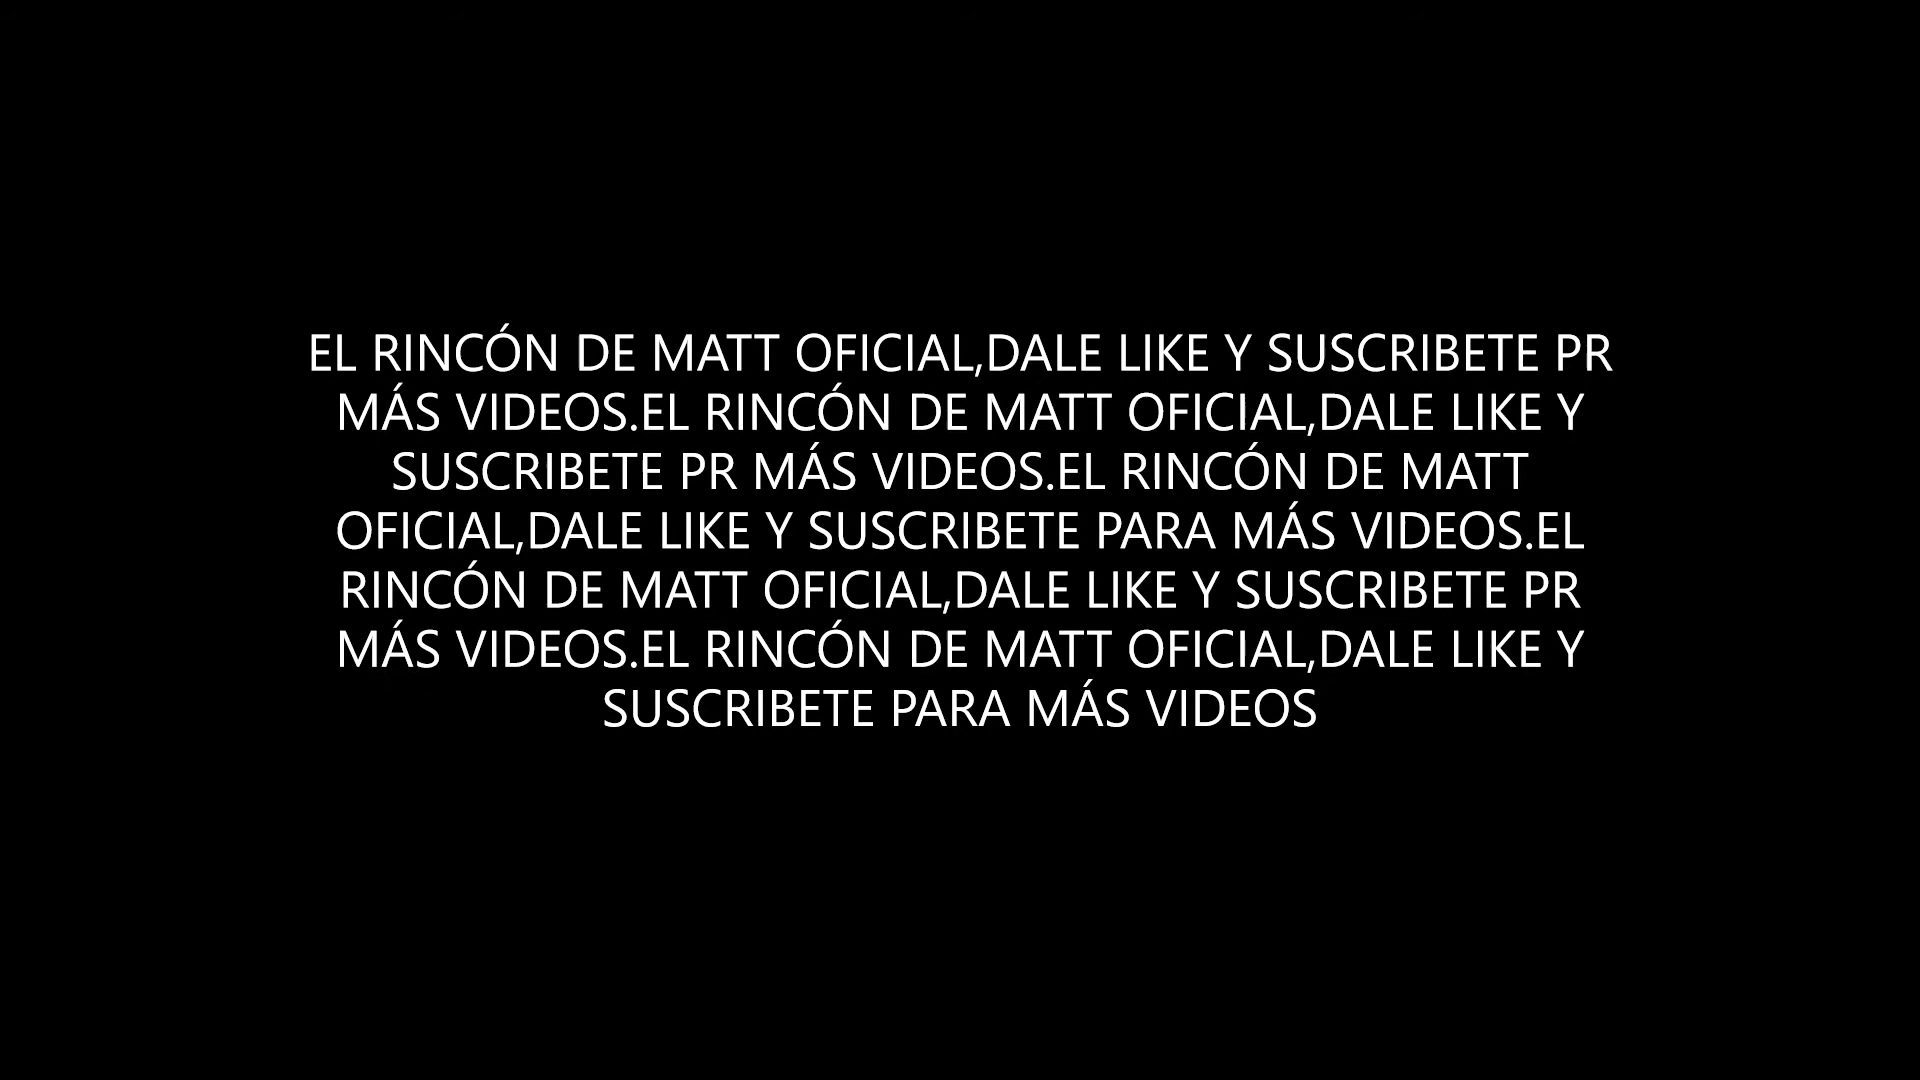 EL RINCÓN DE MATT OFICIAL,DALE LIKE Y SUSCRIBETE PR
MÁS VIDEOS.EL RINCÓN DE MATT OFICIAL,DALE LIKE Y
SUSCRIBETE PR MÁS VIDEOS.EL RINCÓN DE MATT
OFICIAL,DALE LIKE Y SUSCRIBETE PARA MÁS VIDEOS.EL
RINCÓN DE MATT OFICIAL,DALE LIKE Y SUSCRIBETE PR
MÁS VIDEOS.EL RINCÓN DE MATT OFICIAL,DALE LIKE Y
SUSCRIBETE PARA MÁS VIDEOS